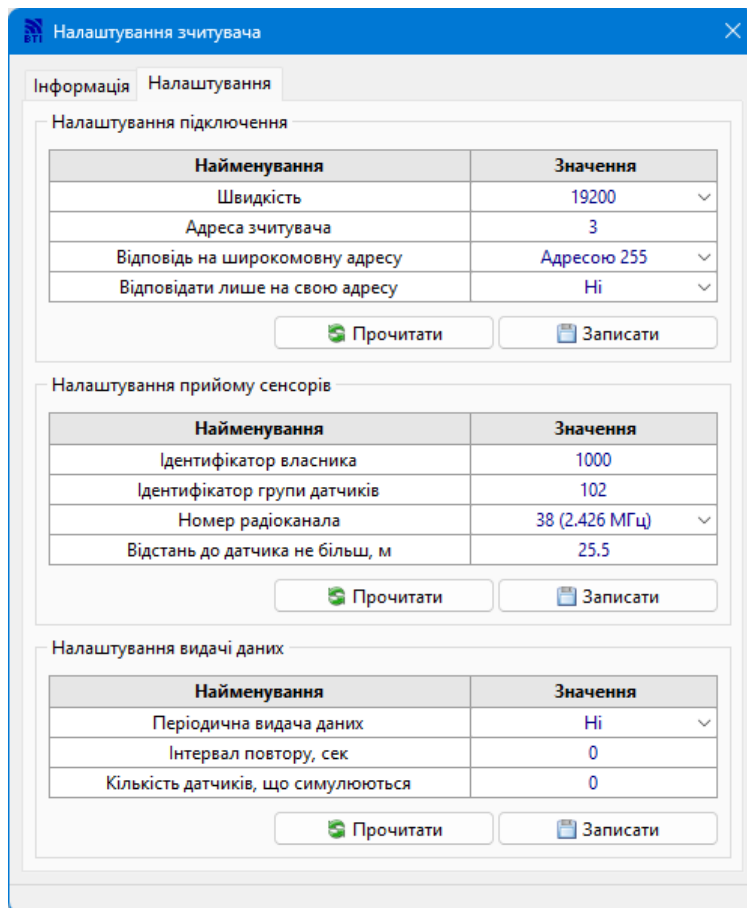 BTI Налаштування зчитувача
Інформація Налаштування
Налаштування підключення
Найменування Значення
Швидкість 19200
Адреса зчитувача 3
Відповідь на широкомовну адресу Адресою 255
Відповідати лише на свою адресу Ні
Прочитати Записати
Налаштування прийому сенсорів
Найменування Значення
Ідентифікатор власника 1000
Ідентифікатор групи датчиків 102
Номер радіоканала 38 (2.426 МГц)
Відстань до датчика не більш, м 25.5
Прочитати Записати
Налаштування видачі даних
Найменування Значення
Періодична видача даних Ні
Інтервал повтору, сек 0
Кількість датчиків, що симулюються 0
Прочитати Записати